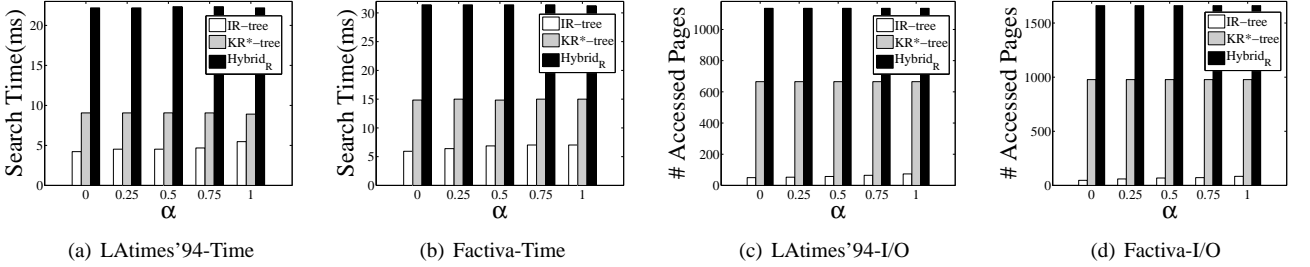 Search Time(ms)
20
15
10
5
0
IR−tree
KR*−tree
Hybrid_R
0 0.25 0.5 0.75 1
α
(a) LAtimes'94-Time
Search Time(ms)
30
25
20
15
10
5
0
IR−tree
KR*−tree
Hybrid_R
0 0.25 0.5 0.75 1
α
(b) Factiva-Time
# Accessed Pages
1000
800
600
400
200
0
IR−tree
KR*−tree
Hybrid_R
0 0.25 0.5 0.75 1
α
(c) LAtimes'94-I/O
# Accessed Pages
1500
1000
500
0
IR−tree
KR*−tree
Hybrid_R
0 0.25 0.5 0.75 1
α
(d) Factiva-I/O